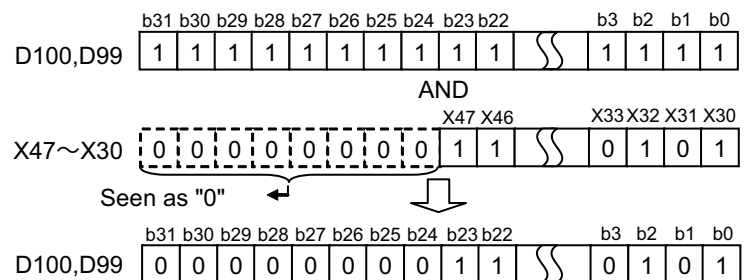 b31 b30 b29 b28 b27 b26 b25 b24 b23 b22 b3 b2 b1 b0
D100,D99 1 1 1 1 1 1 1 1 1 1 1 1 1 1
AND
X47 X46 X33 X32 X31 X30
X47～X30 0 0 0 0 0 0 0 0 1 1 0 1 0 1
Seen as "0"
b31 b30 b29 b28 b27 b26 b25 b24 b23 b22 b3 b2 b1 b0
D100,D99 0 0 0 0 0 0 0 0 1 1 0 1 0 1